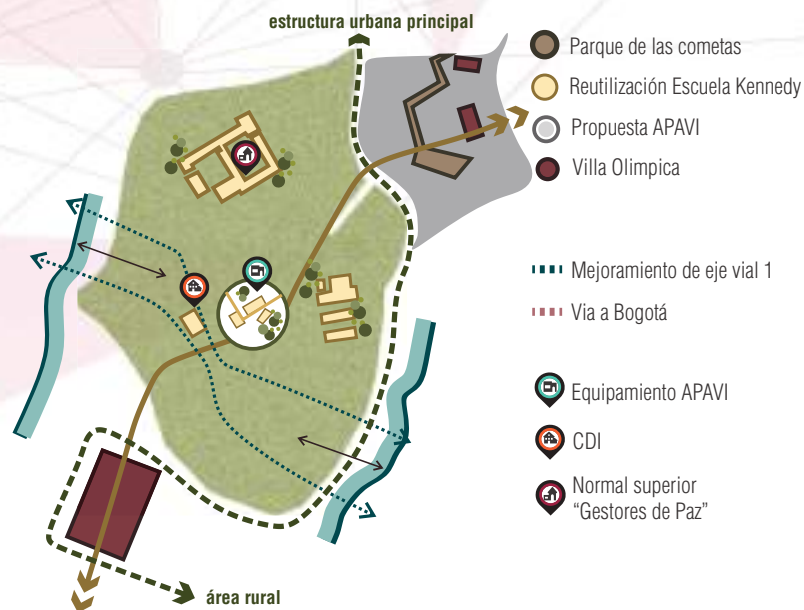 estructura urbana principal
Parque de las cometas
Reutilización Escuela Kennedy
Propuesta APAVI
Villa Olimpica
Mejoramiento de eje vial 1
Via a Bogotá
Equipamiento APAVI
CDI
Normal superior
“Gestores de Paz”
área rural